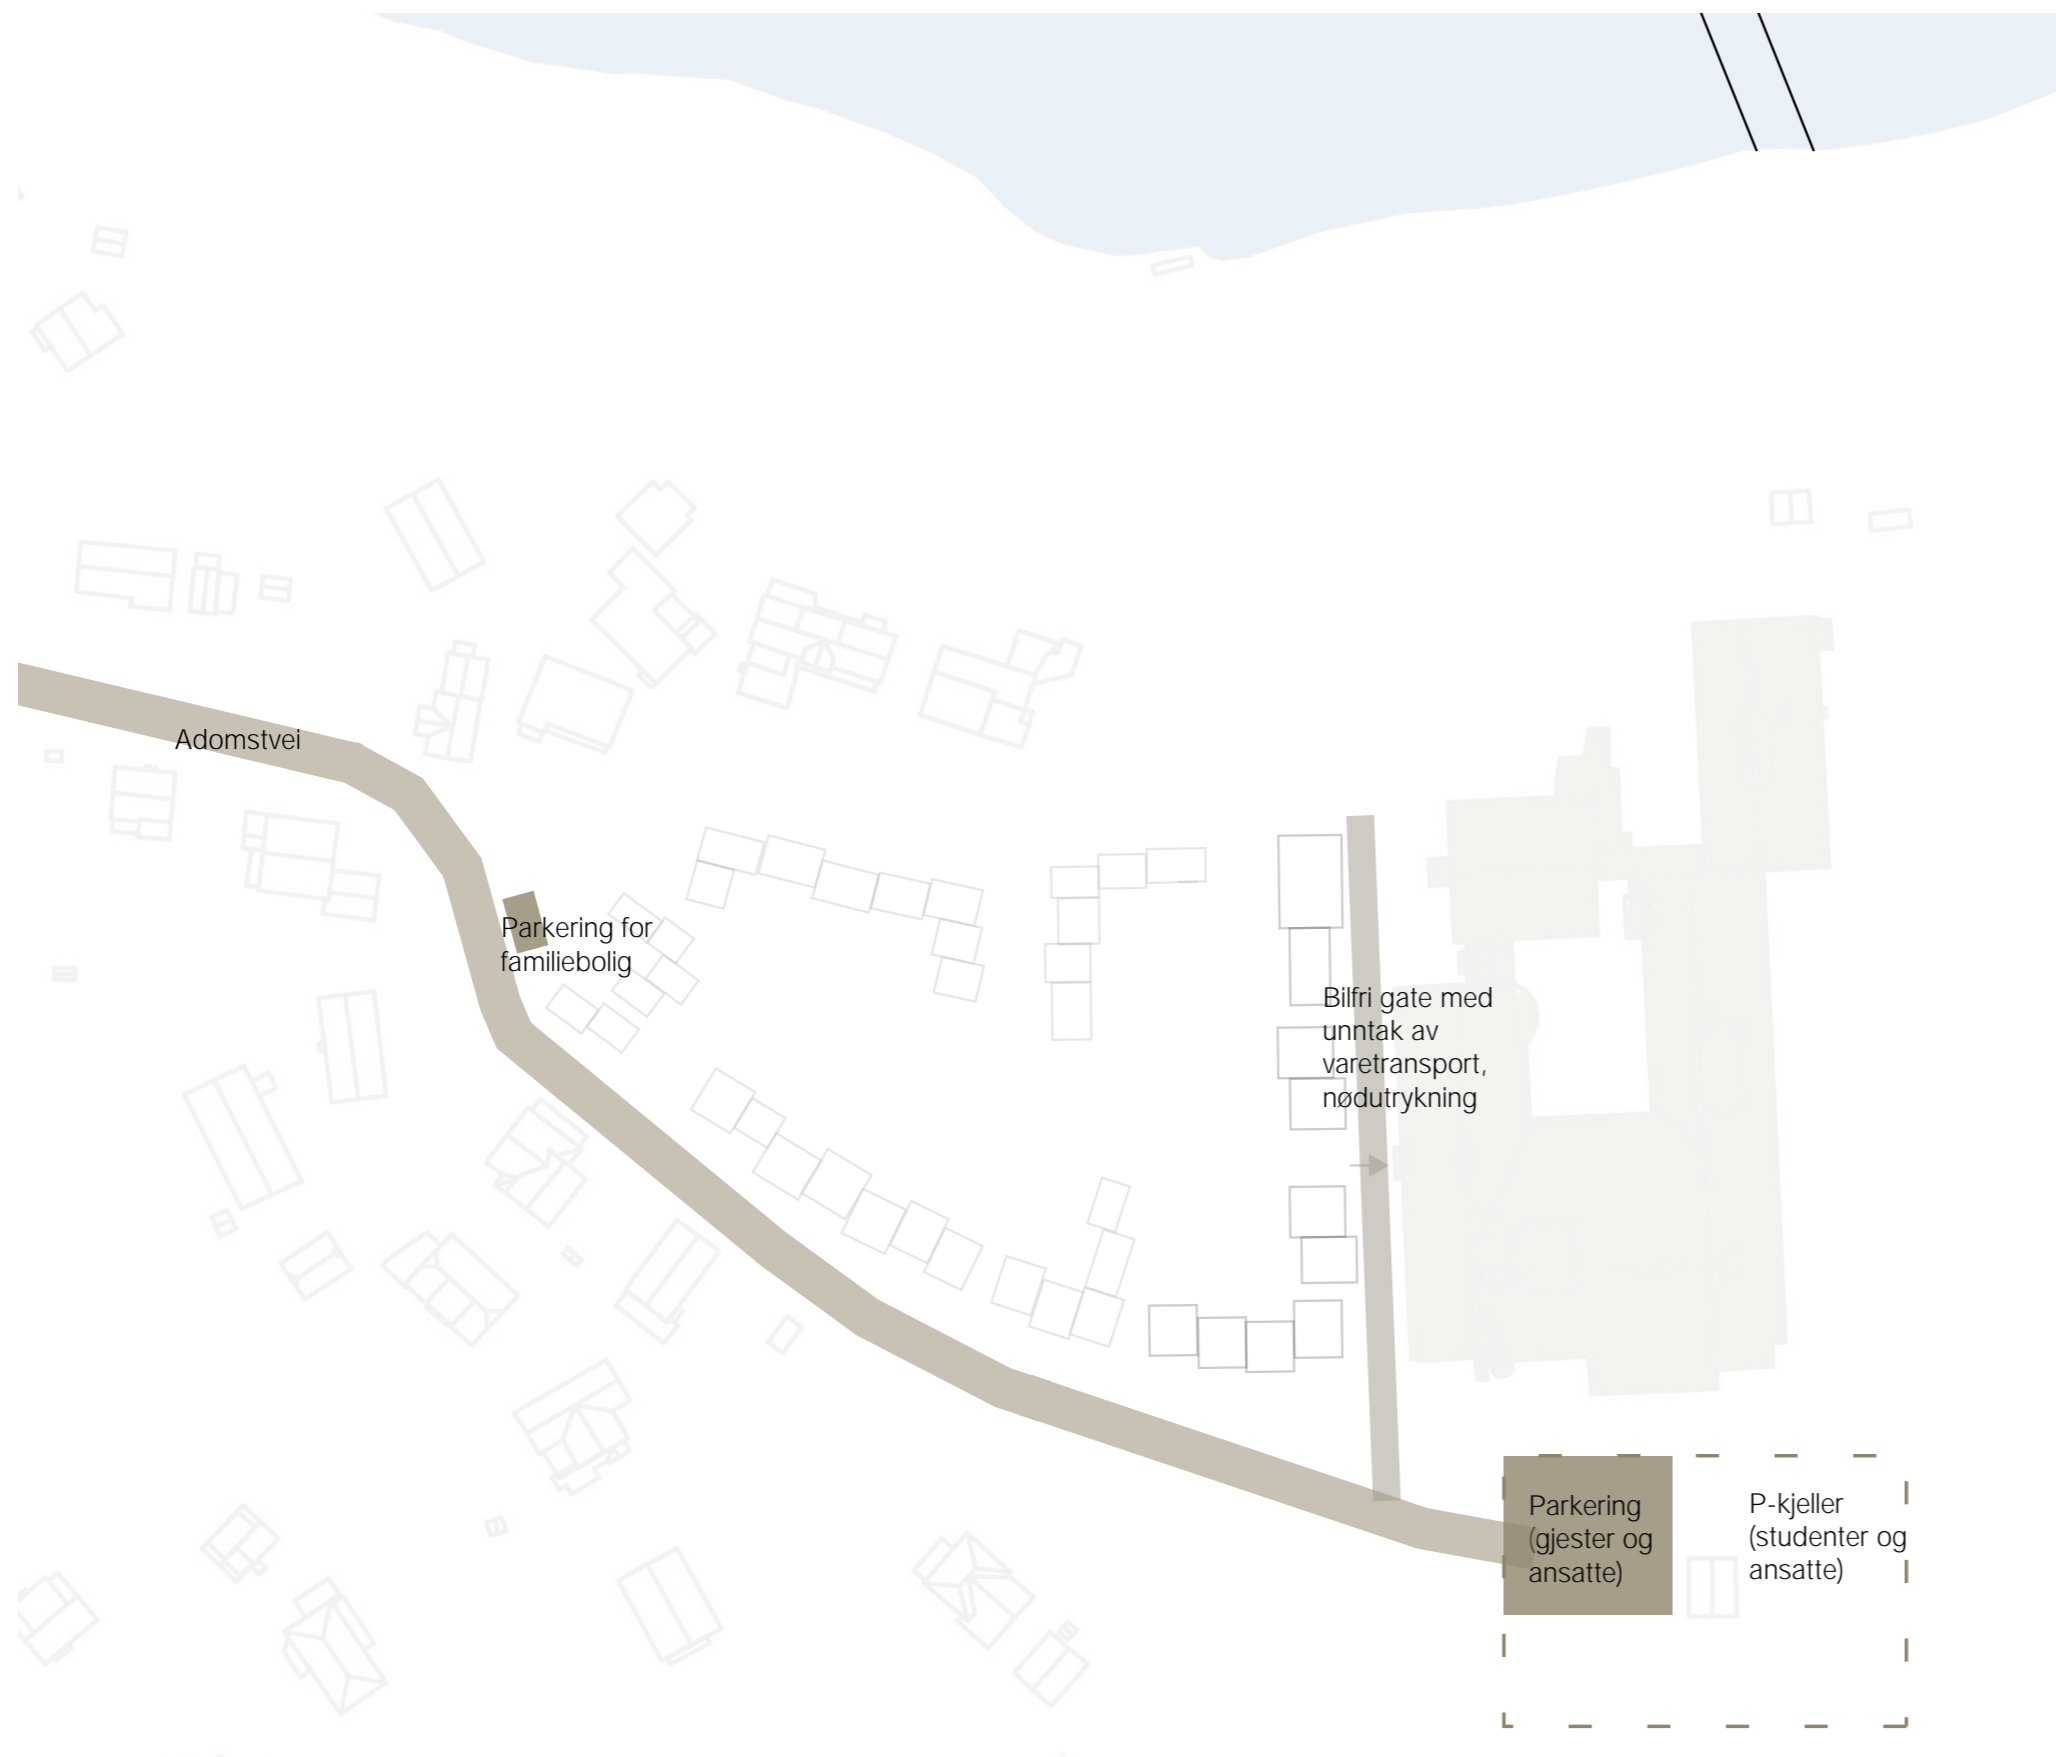 Adomstvei
Parkering for
familiebolig
Bilfri gate med
unntak av
varetransport,
nødutrykning
Parkering
(gjester og
ansatte)
P-kjeller
(studenter og
ansatte)